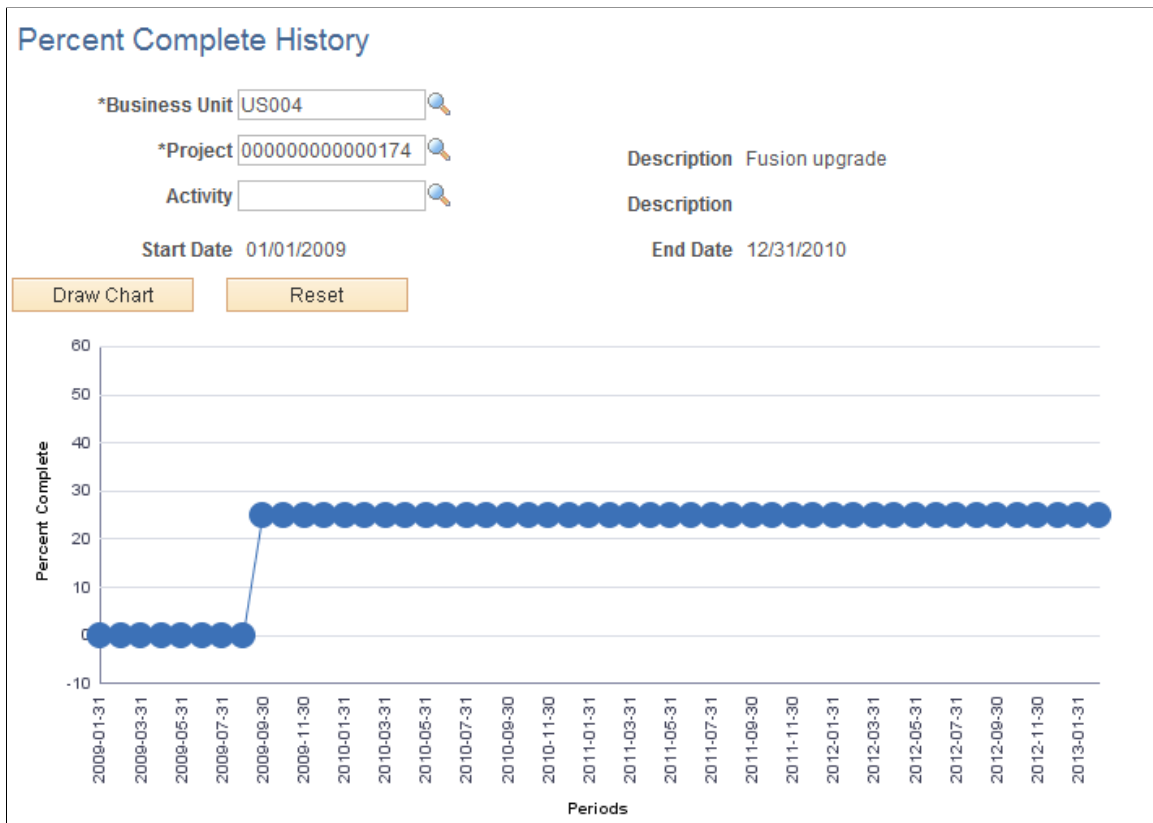 Percent Complete History
*Business Unit US004
*Project 000000000000174
Description Fusion upgrade
Activity
Description
Start Date 01/01/2009 End Date 12/31/2010
Draw Chart Reset
60
50
40
30
20
10
0
-10
Percent Complete
2009-01-31 2009-03-31 2009-05-31 2009-07-31 2009-09-30 2009-11-30 2010-01-31 2010-03-31 2010-05-31 2010-07-31 2010-09-30 2010-11-30 2011-01-31 2011-03-31 2011-05-31 2011-07-31 2011-09-30 2011-11-30 2012-01-31 2012-03-31 2012-05-31 2012-07-31 2012-09-30 2012-11-30 2013-01-31
Periods